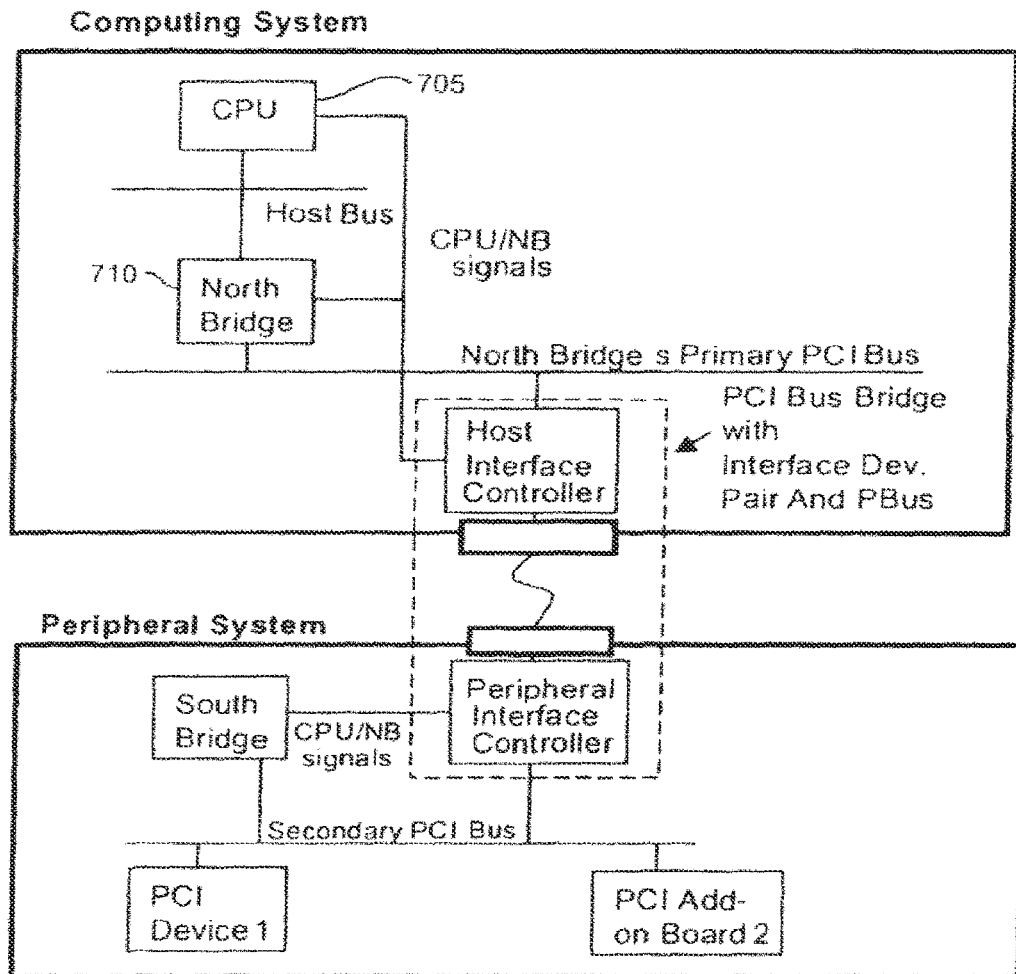 Computing System
705
CPU
Host Bus
CPU/NB
signals
710
North
Bridge
North Bridge s Primary PCI Bus
PCI Bus Bridge
with
Interface Dev.
Pair And PBus
Host
Interface
Controller
Peripheral System
South
Bridge
CPU/NB
signals
Peripheral
Interface
Controller
Secondary PCI Bus
PCI
Device 1
PCI Add-
on Board 2